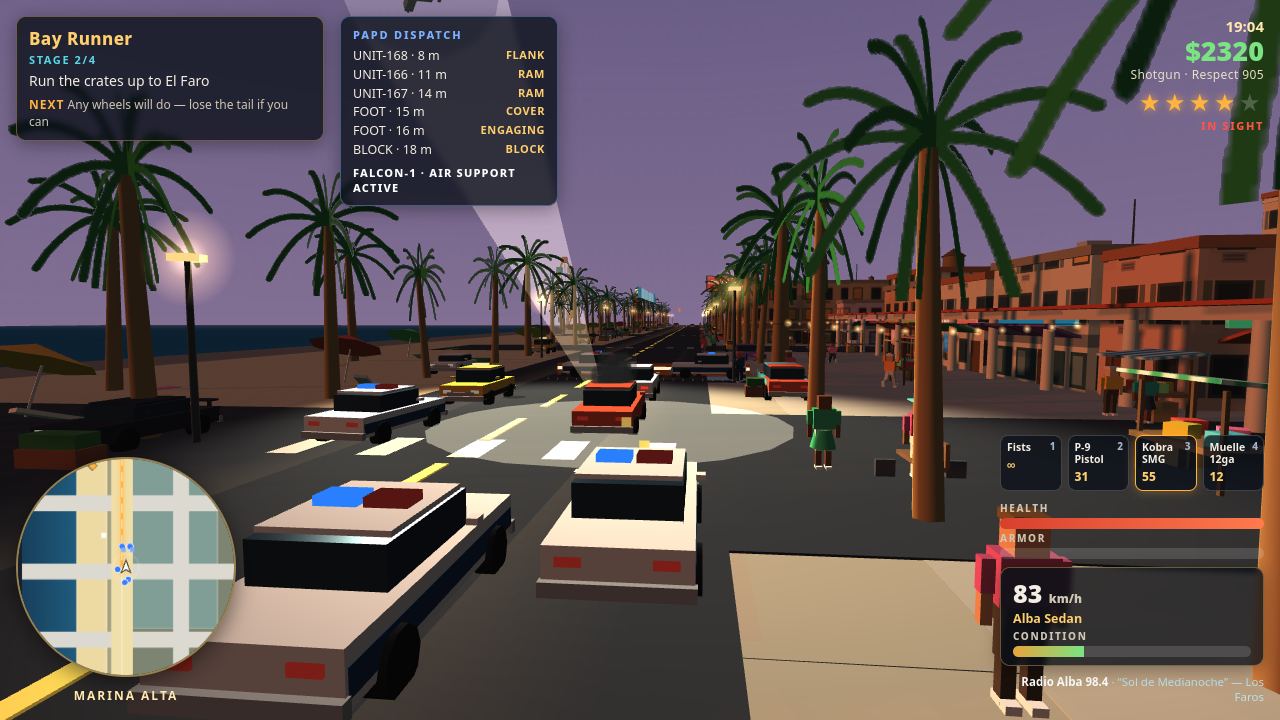 Bay Runner
STAGE 2/4
Run the crates up to El Faro
NEXT Any wheels will do — lose the tail if you
can
PAPD DISPATCH
UNIT-168 · 8 m FLANK
UNIT-166 · 11 m RAM
UNIT-167 · 14 m RAM
FOOT · 15 m COVER
FOOT · 16 m ENGAGING
BLOCK · 18 m BLOCK
FALCON-1 · AIR SUPPORT
ACTIVE
19:04
$2320
Shotgun · Respect 905
IN SIGHT
Fists 1
∞
P-9 Pistol 2
31
Kobra SMG 3
55
Muelle 12ga 4
12
HEALTH
ARMOR
83 km/h
Alba Sedan
CONDITION
Radio Alba 98.4 · “Sol de Medianoche” — Los
Faros
MARINA ALTA